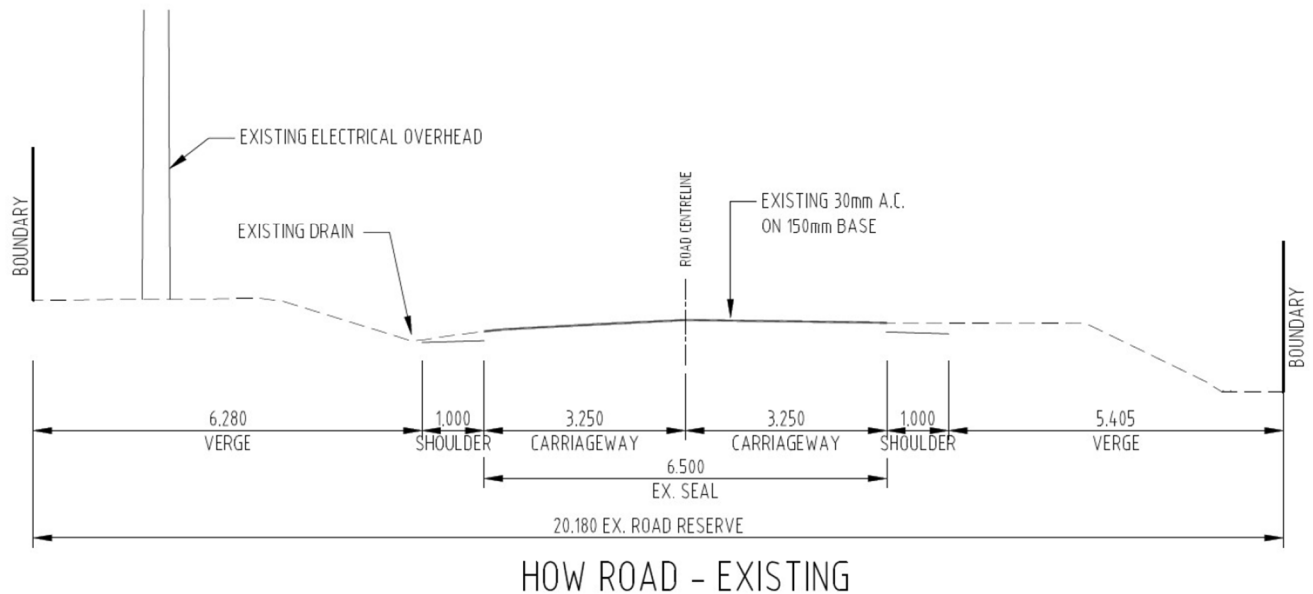 EXISTING ELECTRICAL OVERHEAD
BOUNDARY
EXISTING DRAIN
ROAD CENTRELINE
EXISTING 30mm A.C.
ON 150mm BASE
BOUNDARY
6.280
VERGE
1.000
SHOULDER
3.250
CARRIAGEWAY
3.250
CARRIAGEWAY
1.000
SHOULDER
5.405
VERGE
6.500
EX. SEAL
20.180 EX. ROAD RESERVE
HOW ROAD - EXISTING